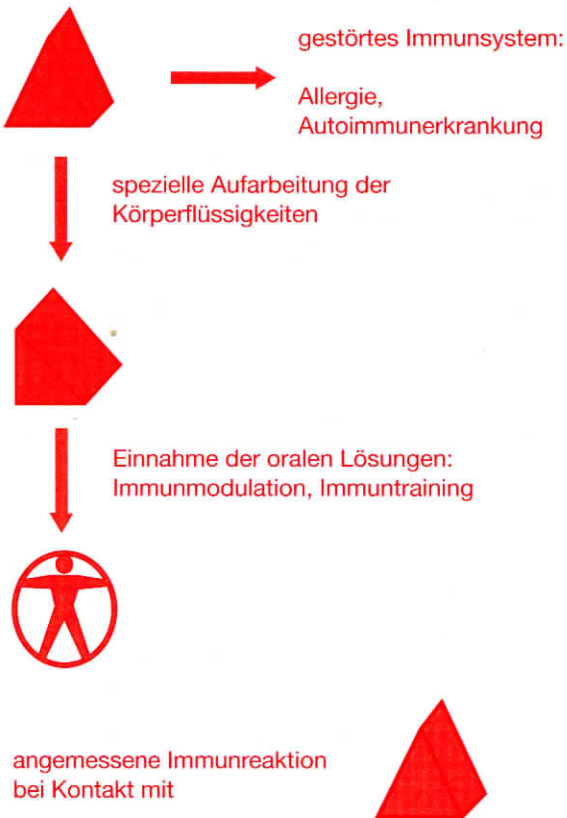 gestörtes Immunsystem:
Allergie,
Autoimmunerkrankung
spezielle Aufarbeitung der
Körperflüssigkeiten
Einnahme der oralen Lösungen:
Immunmodulation, Immuntraining
angemessene Immunreaktion
bei Kontakt mit